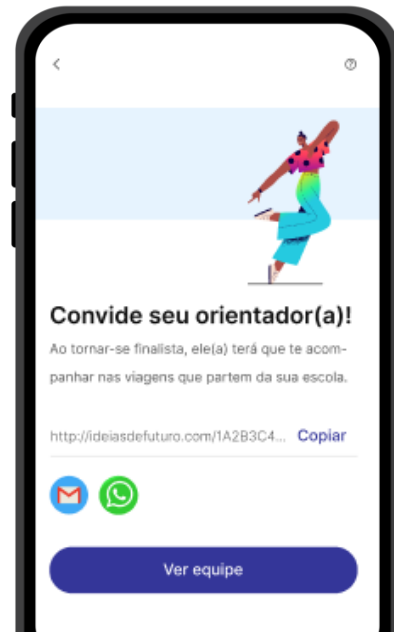 Convide seu orientador(a)!
Ao tornar-se finalista, ele(a) terá que te acom-
panhar nas viagens que partem da sua escola.
http://ideiasdefuturo.com/1A2B3C4... Copiar
Ver equipe